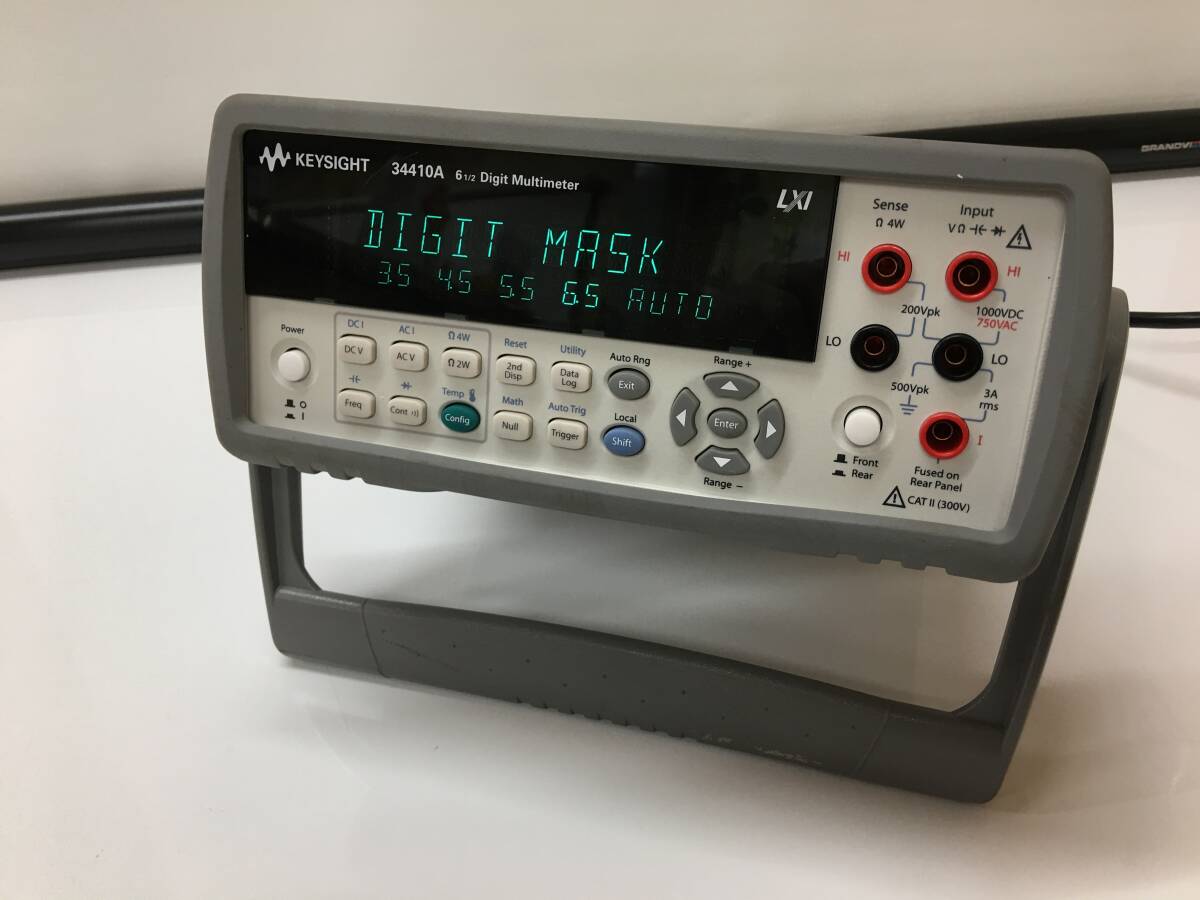 KEYSIGHT 34410A 6 1/2 Digit Multimeter
LXI
DIGIT MASK
3.5 4.5 5.5 6.5 AUTO
Power
O
I
DC I AC I Ω 4W
DC V AC V Ω 2W
Temp
Freq Cont Config
Reset Utility
2nd Disp Data Log
Math Auto Trig
Null Trigger
Auto Rng
Exit
Local
Shift
Range +
Enter
Range −
Sense
Ω 4W
Input
V Ω
HI HI HI
200Vpk
1000VDC
750VAC
LO LO
500Vpk
3A
rms
I
Front
Rear
Fused on
Rear Panel
CAT II (300V)